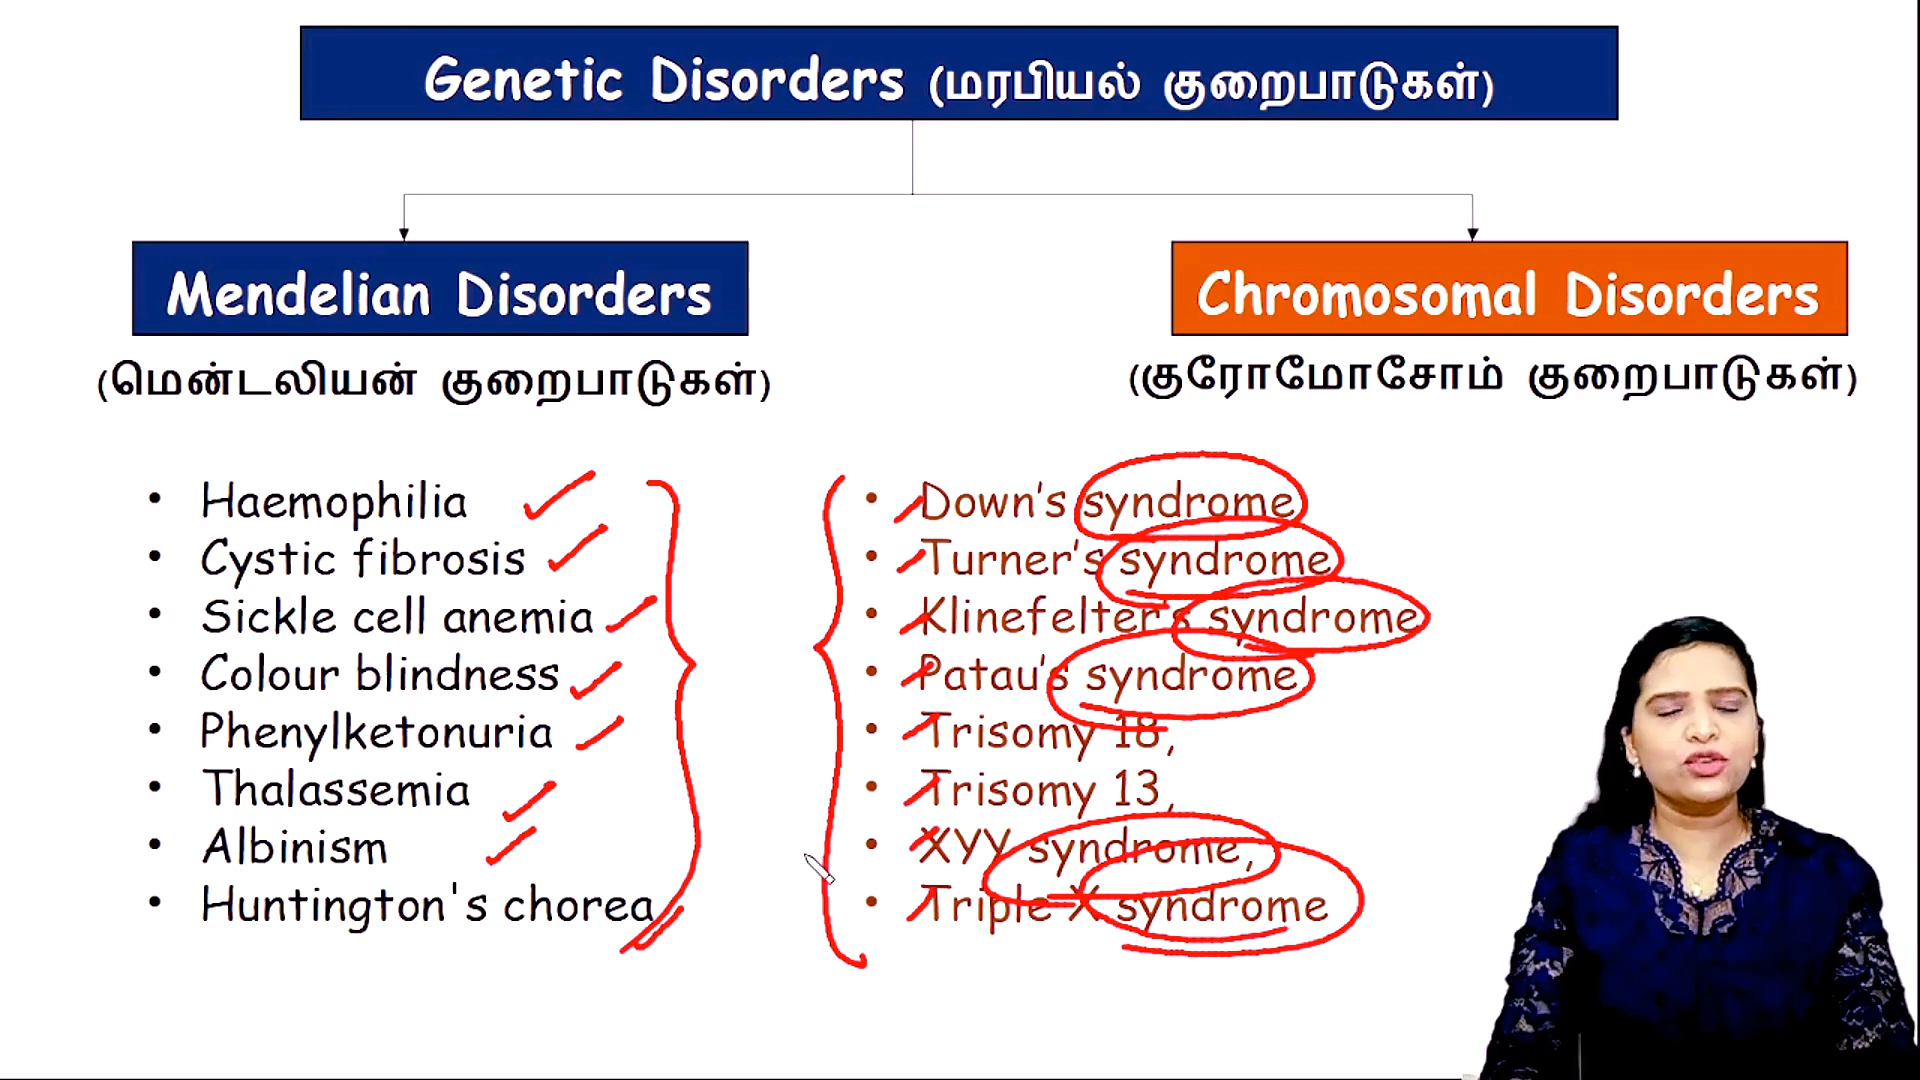 Genetic Disorders (மரபியல் குறைபாடுகள்)
Mendelian Disorders
Chromosomal Disorders
(மென்டலியன் குறைபாடுகள்)
(குரோமோசோம் குறைபாடுகள்)
• Haemophilia
• Cystic fibrosis
• Sickle cell anemia
• Colour blindness
• Phenylketonuria
• Thalassemia
• Albinism
• Huntington's chorea
• Down's syndrome
• Turner's syndrome
• Klinefelter's syndrome
• Patau's syndrome
• Trisomy 18,
• Trisomy 13,
• XYY syndrome,
• Triple-X syndrome